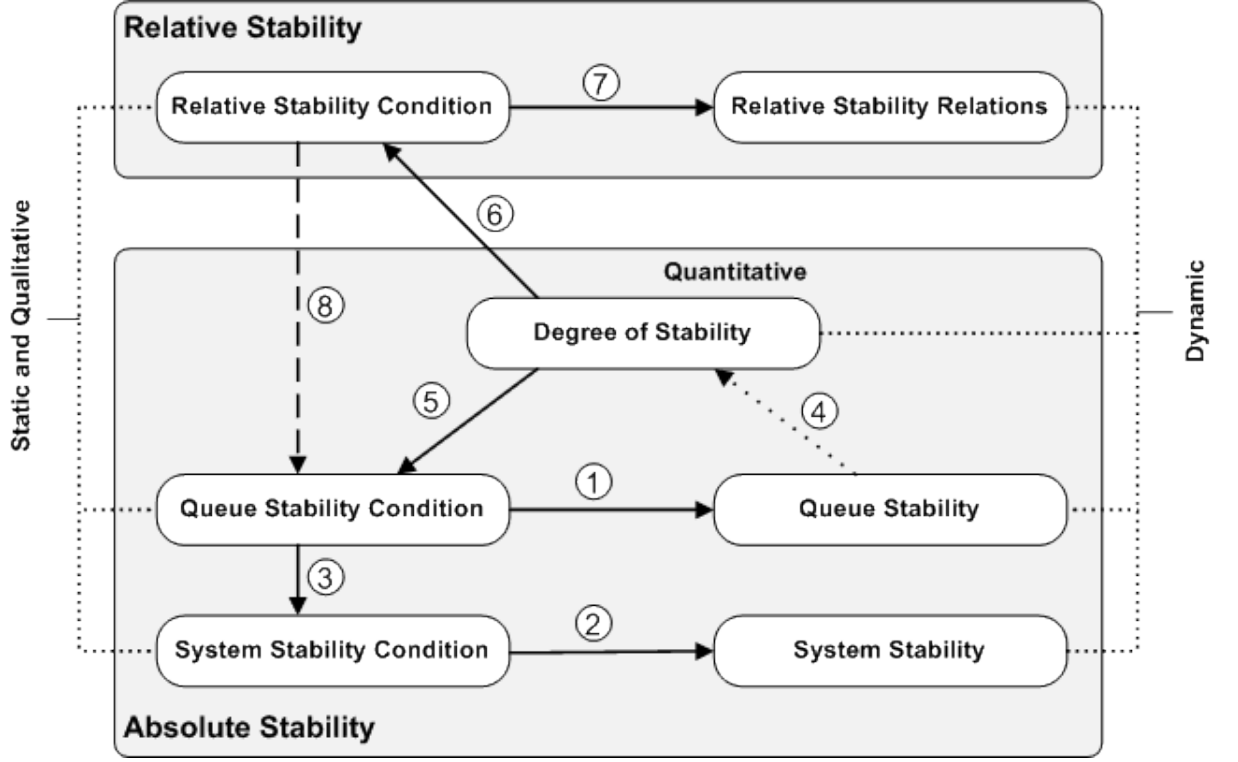 Relative Stability
Relative Stability Condition
7
Relative Stability Relations
6
Static and Qualitative
8
Quantitative
Degree of Stability
Dynamic
5
4
Queue Stability Condition
1
Queue Stability
3
System Stability Condition
2
System Stability
Absolute Stability